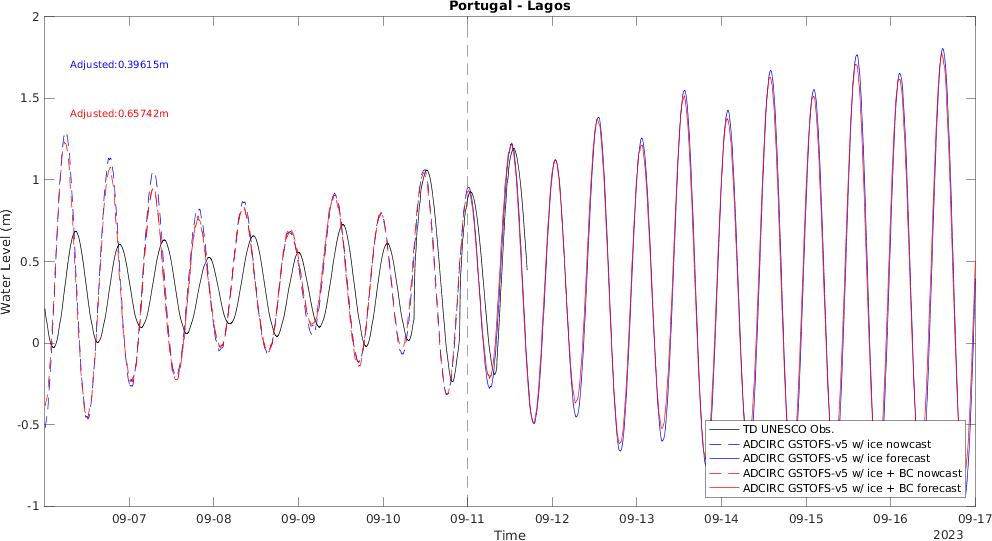 Portugal - Lagos
2
1.5
1
0.5
0
-0.5
-1
Water Level (m)
Adjusted:0.39615m
Adjusted:0.65742m
TD UNESCO Obs.
ADCIRC GSTOFS-v5 w/ ice nowcast
ADCIRC GSTOFS-v5 w/ ice forecast
ADCIRC GSTOFS-v5 w/ ice + BC nowcast
ADCIRC GSTOFS-v5 w/ ice + BC forecast
09-07 09-08 09-09 09-10 09-11 09-12 09-13 09-14 09-15 09-16 09-17
Time
2023